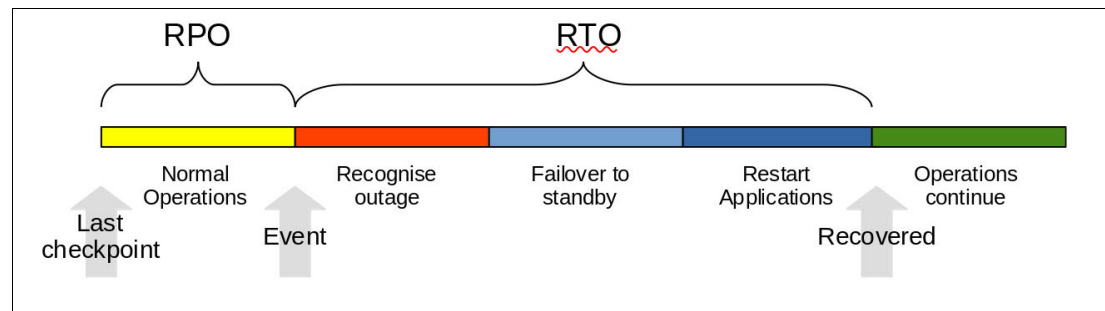 RPO
RTO
Normal
Operations
Recognise
outage
Failover to
standby
Restart
Applications
Operations
continue
Last
checkpoint
Event
Recovered